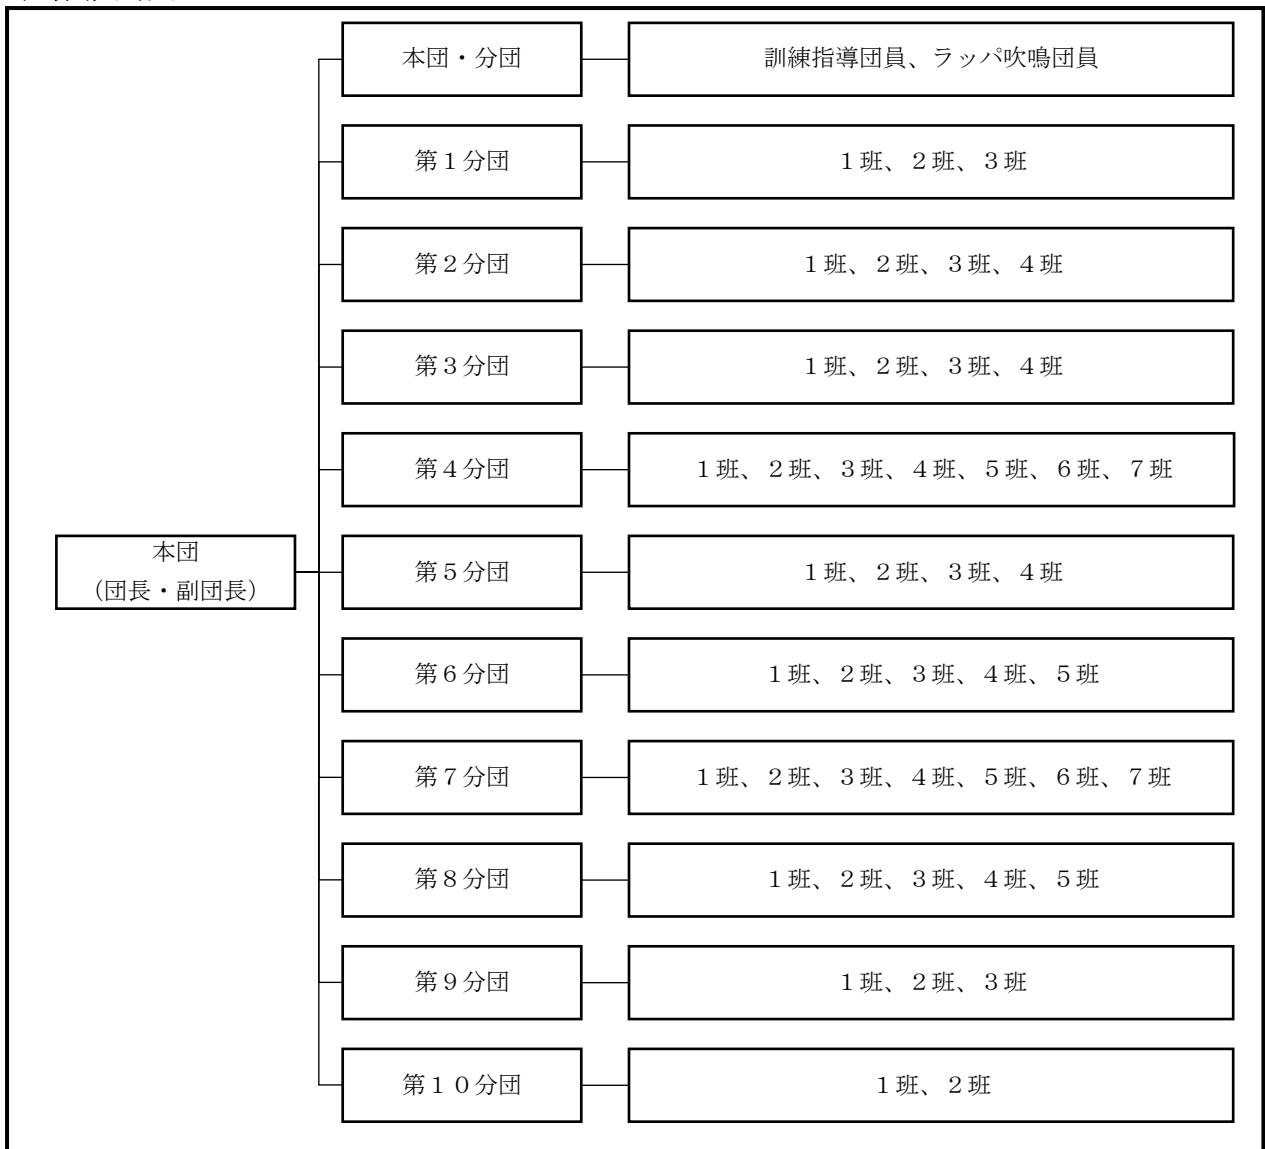 本団・分団
訓練指導団員、ラッパ吹鳴団員
第１分団
１班、２班、３班
第２分団
１班、２班、３班、４班
第３分団
１班、２班、３班、４班
第４分団
１班、２班、３班、４班、５班、６班、７班
本団
（団長・副団長）
第５分団
１班、２班、３班、４班
第６分団
１班、２班、３班、４班、５班
第７分団
１班、２班、３班、４班、５班、６班、７班
第８分団
１班、２班、３班、４班、５班
第９分団
１班、２班、３班
第１０分団
１班、２班